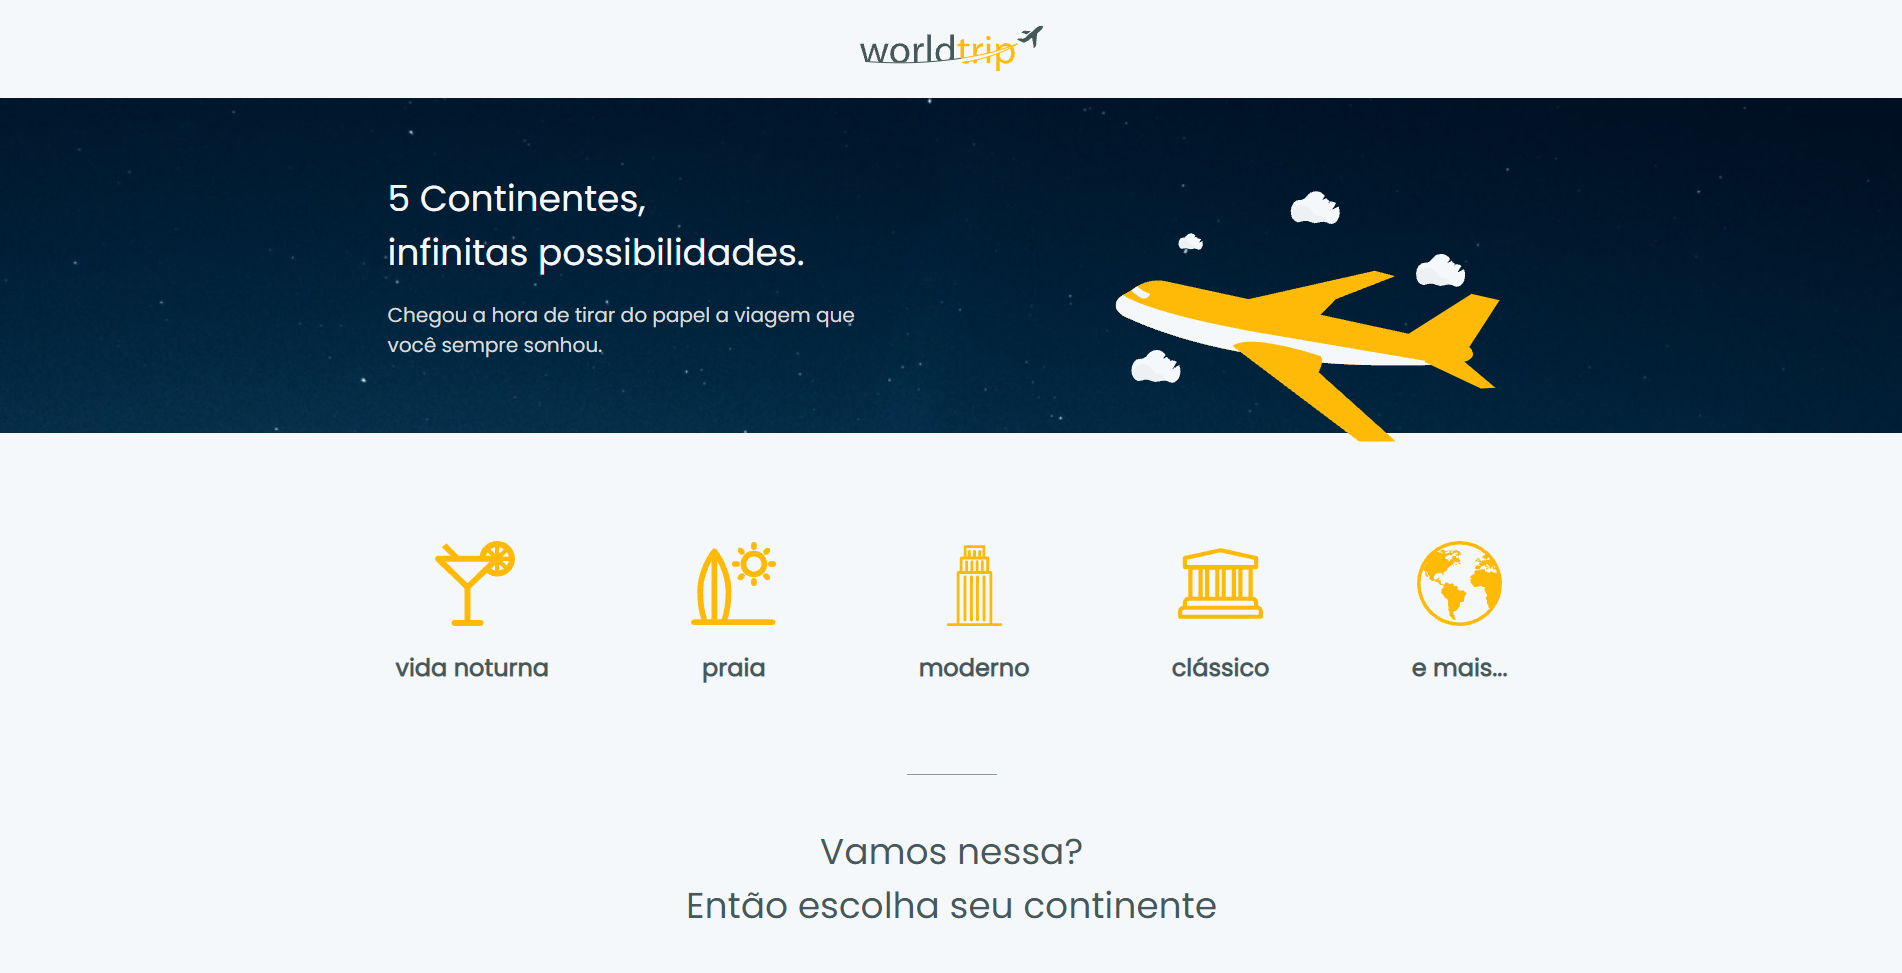 worldtrip
5 Continentes,
infinitas possibilidades.
Chegou a hora de tirar do papel a viagem que
você sempre sonhou.
vida noturna
praia
moderno
clássico
e mais...
Vamos nessa?
Então escolha seu continente